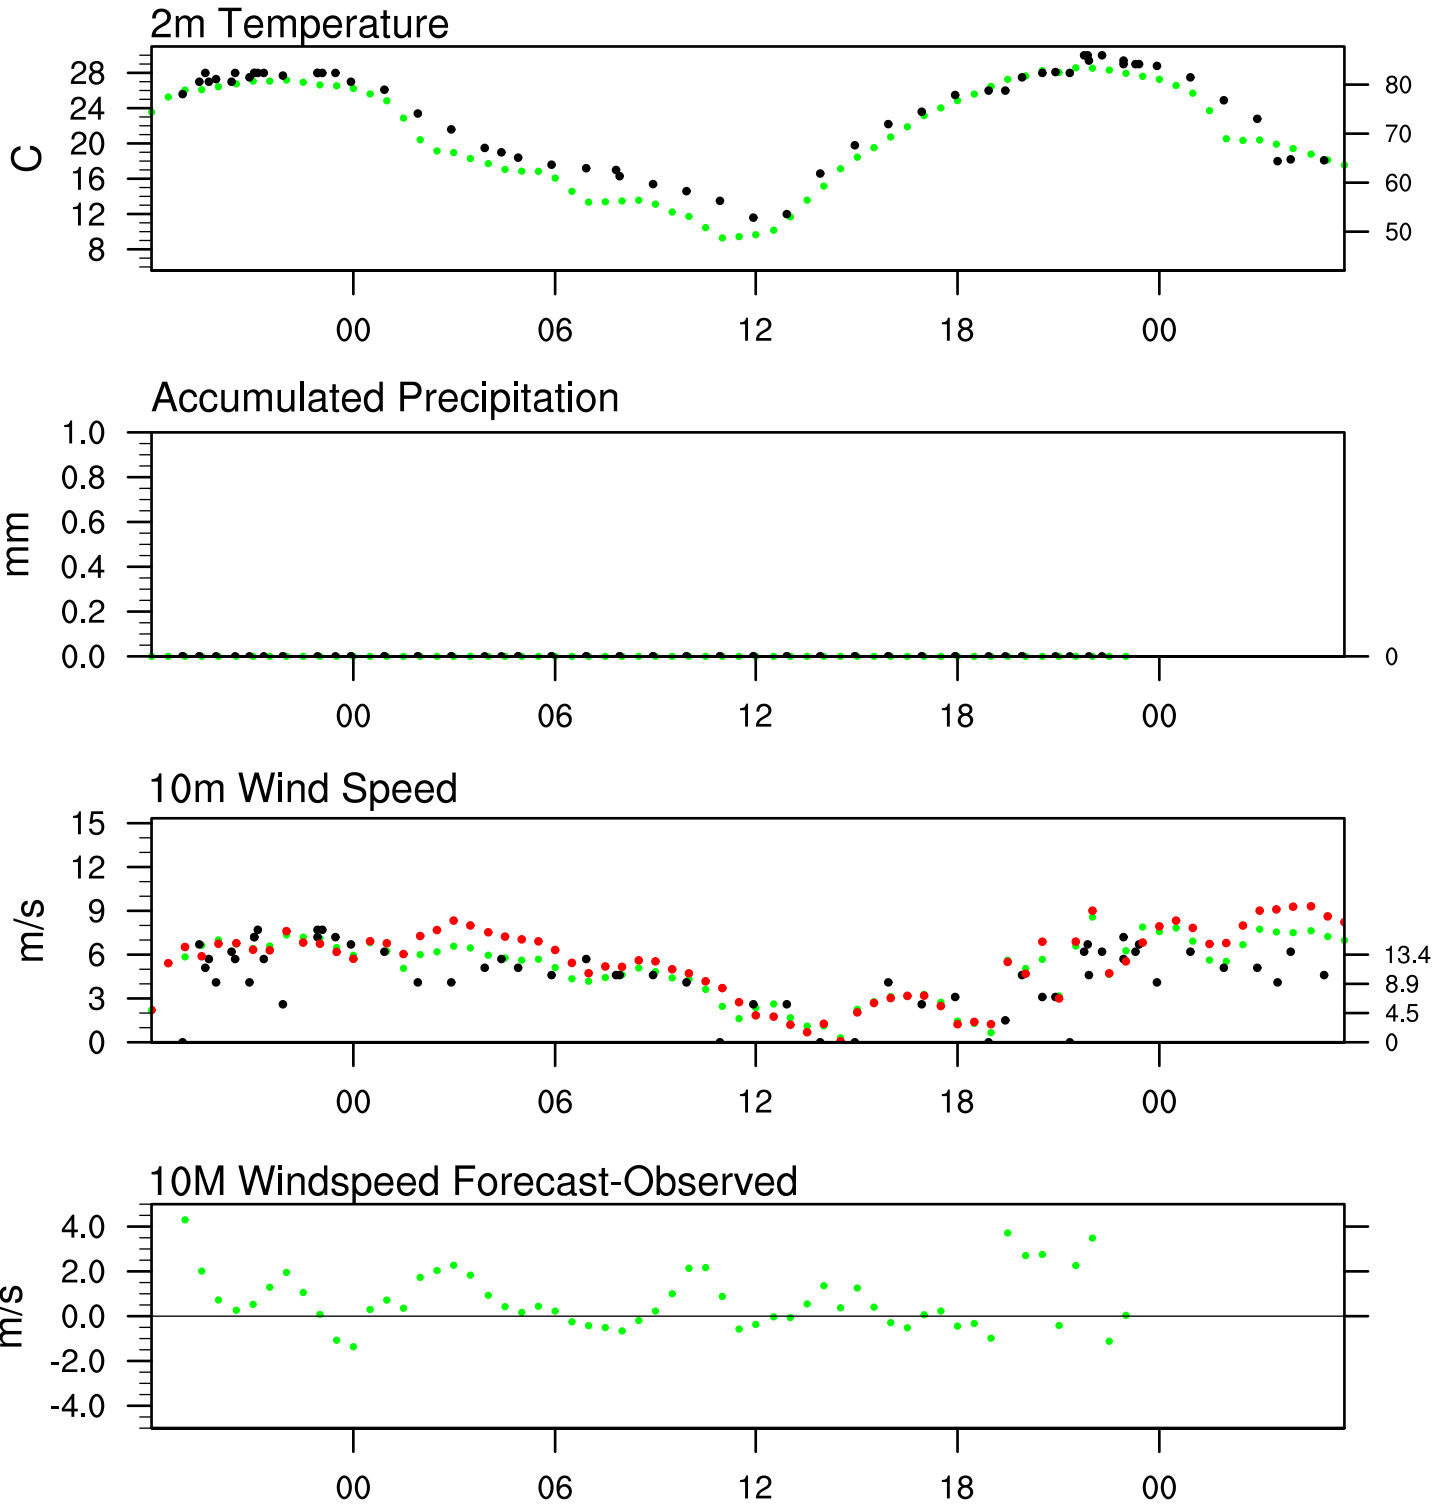 2m Temperature
28
24
20
16
12
8
C
80
70
60
50
00 06 12 18 00
Accumulated Precipitation
1.0
0.8
0.6
0.4
0.2
0.0
mm
0
00 06 12 18 00
10m Wind Speed
15
12
9
6
3
0
m/s
13.4
8.9
4.5
0
00 06 12 18 00
10M Windspeed Forecast-Observed
4.0
2.0
0.0
-2.0
-4.0
m/s
00 06 12 18 00